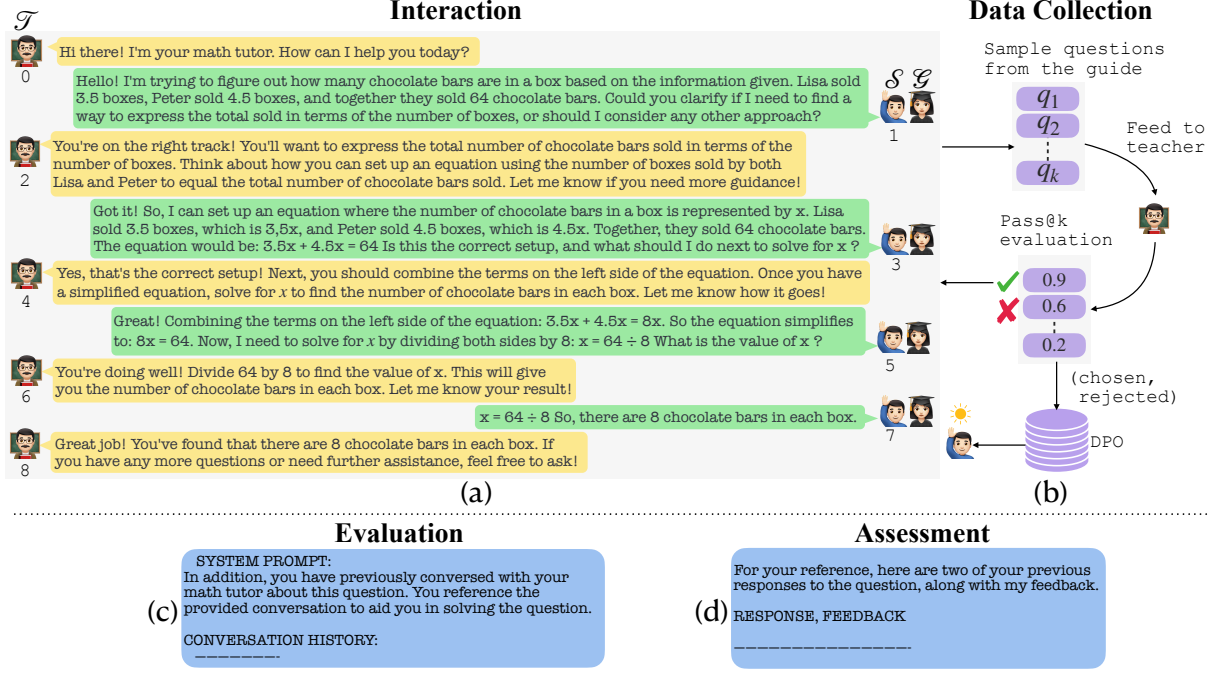 Interaction
𝒯
0
Hi there! I'm your math tutor. How can I help you today?
Hello! I'm trying to figure out how many chocolate bars are in a box based on the information given. Lisa sold
3.5 boxes, Peter sold 4.5 boxes, and together they sold 64 chocolate bars. Could you clarify if I need to find a
way to express the total sold in terms of the number of boxes, or should I consider any other approach?
𝒮 𝒢
1
You're on the right track! You'll want to express the total number of chocolate bars sold in terms of the
number of boxes. Think about how you can set up an equation using the number of boxes sold by both
Lisa and Peter to equal the total number of chocolate bars sold. Let me know if you need more guidance!
2
Got it! So, I can set up an equation where the number of chocolate bars in a box is represented by x. Lisa
sold 3.5 boxes, which is 3,5x, and Peter sold 4.5 boxes, which is 4.5x. Together, they sold 64 chocolate bars.
The equation would be: 3.5x + 4.5x = 64 Is this the correct setup, and what should I do next to solve for x ?
3
Yes, that's the correct setup! Next, you should combine the terms on the left side of the equation. Once you have
a simplified equation, solve for x to find the number of chocolate bars in each box. Let me know how it goes!
4
Great! Combining the terms on the left side of the equation: 3.5x + 4.5x = 8x. So the equation simplifies
to: 8x = 64. Now, I need to solve for x by dividing both sides by 8: x = 64 ÷ 8 What is the value of x ?
5
You're doing well! Divide 64 by 8 to find the value of x. This will give
you the number of chocolate bars in each box. Let me know your result!
6
x = 64 ÷ 8 So, there are 8 chocolate bars in each box.
7
Great job! You've found that there are 8 chocolate bars in each box. If
you have any more questions or need further assistance, feel free to ask!
8
(a)
Data Collection
Sample questions
from the guide
q1
q2
qk
Feed to
teacher
Pass@k
evaluation
0.9
0.6
0.2
(chosen,
rejected)
DPO
(b)
Evaluation
(c)
SYSTEM PROMPT:
In addition, you have previously conversed with your
math tutor about this question. You reference the
provided conversation to aid you in solving the question.
CONVERSATION HISTORY:
————————-
Assessment
(d)
For your reference, here are two of your previous
responses to the question, along with my feedback.
RESPONSE, FEEDBACK
————————————————-